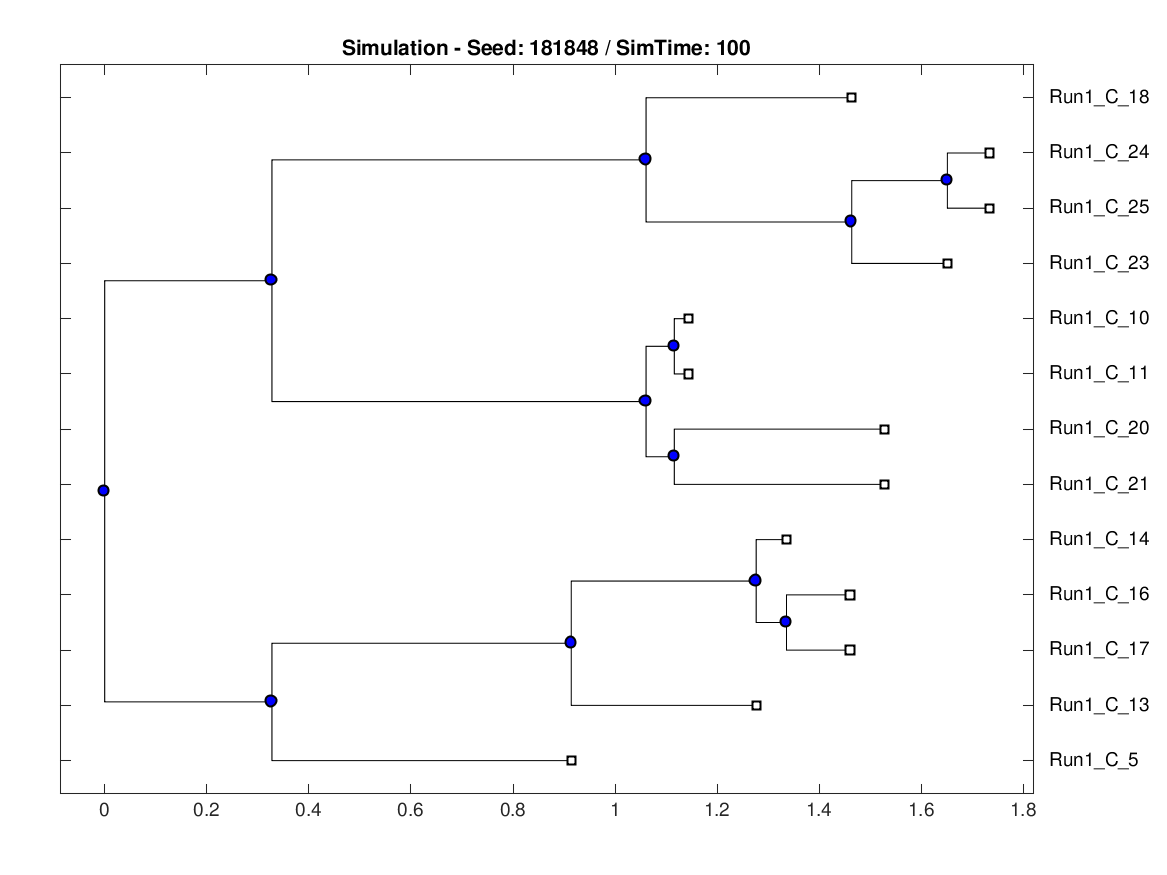 Simulation - Seed: 181848 / SimTime: 100
Run1_C_18
Run1_C_24
Run1_C_25
Run1_C_23
Run1_C_10
Run1_C_11
Run1_C_20
Run1_C_21
Run1_C_14
Run1_C_16
Run1_C_17
Run1_C_13
Run1_C_5
0 0.2 0.4 0.6 0.8 1 1.2 1.4 1.6 1.8